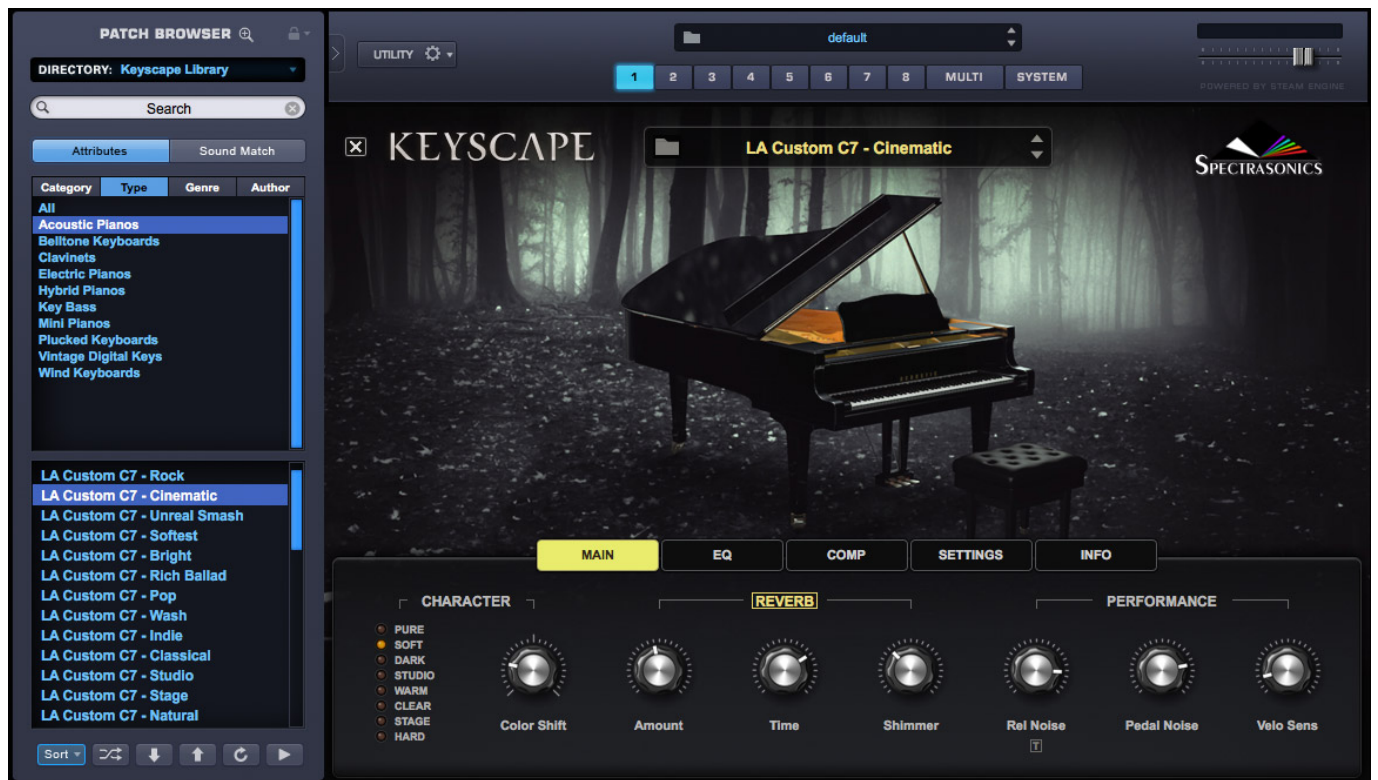 PATCH BROWSER
DIRECTORY: Keyscape Library
Search
Attributes
Sound Match
Category
Type
Genre
Author
All
Acoustic Pianos
Belltone Keyboards
Clavinets
Electric Pianos
Hybrid Pianos
Key Bass
Mini Pianos
Plucked Keyboards
Vintage Digital Keys
Wind Keyboards
LA Custom C7 - Rock
LA Custom C7 - Cinematic
LA Custom C7 - Unreal Smash
LA Custom C7 - Softest
LA Custom C7 - Bright
LA Custom C7 - Rich Ballad
LA Custom C7 - Pop
LA Custom C7 - Wash
LA Custom C7 - Indie
LA Custom C7 - Classical
LA Custom C7 - Studio
LA Custom C7 - Stage
LA Custom C7 - Natural
Sort
UTILITY
default
1 2 3 4 5 6 7 8 MULTI SYSTEM
POWERED BY STEAM ENGINE
KEYSCAPE
LA Custom C7 - Cinematic
SPECTRASONICS
MAIN
EQ
COMP
SETTINGS
INFO
CHARACTER
PURE
SOFT
DARK
STUDIO
WARM
CLEAR
STAGE
HARD
Color Shift
REVERB
Amount
Time
Shimmer
PERFORMANCE
Rel Noise
T
Pedal Noise
Velo Sens